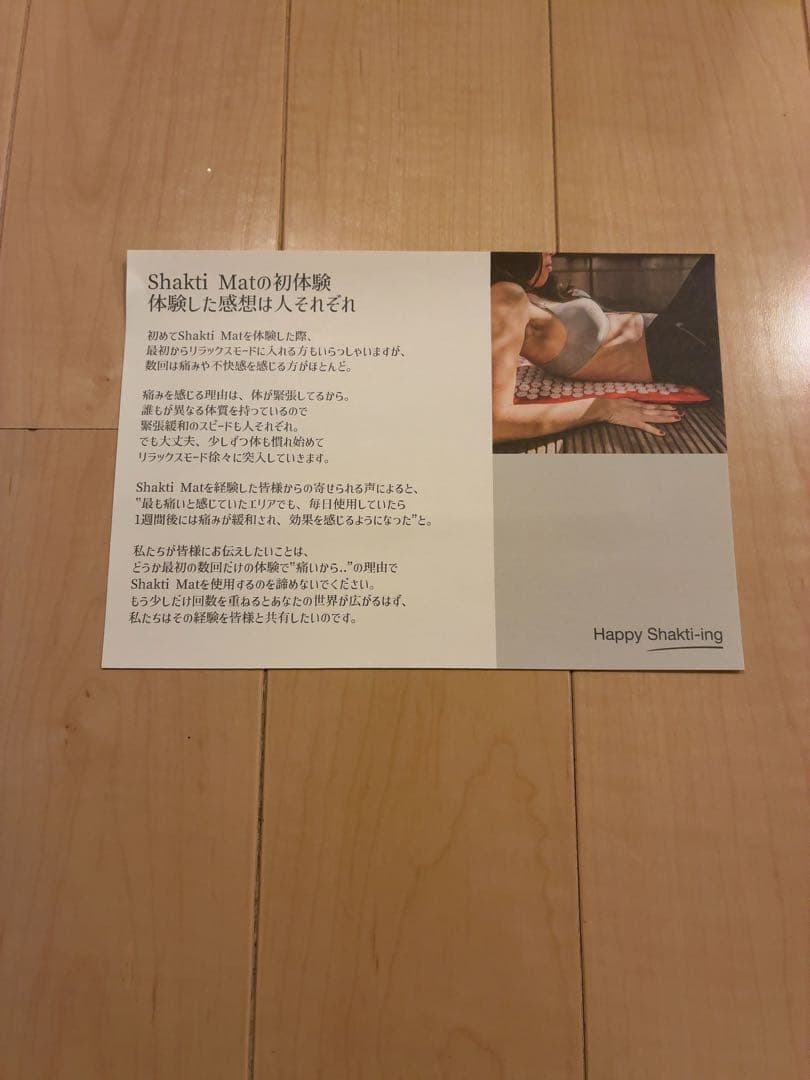 Shakti Matの初体験
体験した感想は人それぞれ
初めてShakti Matを体験した際、
最初からリラックスモードに入れる方もいらっしゃいますが、
数回は痛みや不快感を感じる方がほとんど。
痛みを感じる理由は、体が緊張してるから。
誰もが異なる体質を持っているので
緊張緩和のスピードも人それぞれ。
でも大丈夫、少しずつ体も慣れ始めて
リラックスモード徐々に突入していきます。
Shakti Matを経験した皆様からの寄せられる声によると、
"最も痛いと感じていたエリアでも、毎日使用していたら
1週間後には痛みが緩和され、効果を感じるようになった"と。
私たちが皆様にお伝えしたいことは、
どうか最初の数回だけの体験で"痛いから.."の理由で
Shakti Matを使用するのを諦めないでください。
もう少しだけ回数を重ねるとあなたの世界が広がるはず、
私たちはその経験を皆様と共有したいのです。
Happy Shakti-ing